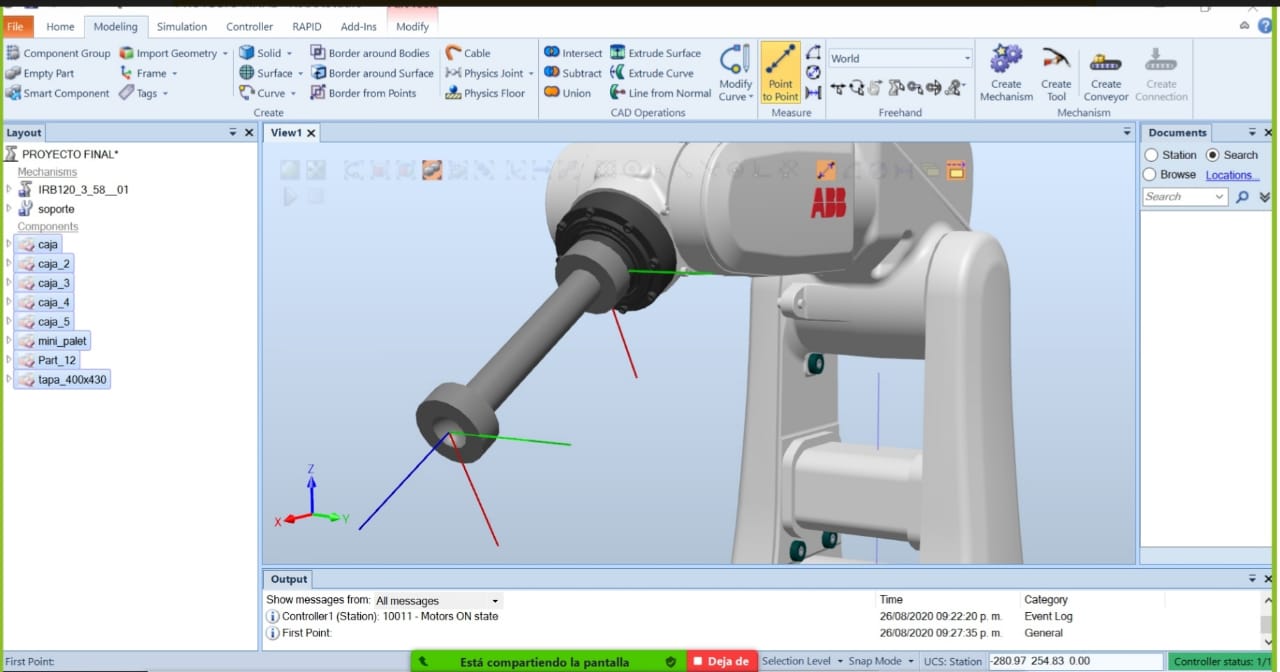 File Home Modeling Simulation Controller RAPID Add-Ins Modify
Component Group Import Geometry Solid Border around Bodies Cable Intersect Extrude Surface World
Empty Part Frame Surface Border around Surface Physics Joint Subtract Extrude Curve Modify Curve Point to Point Create Mechanism Create Tool Create Conveyor Create Connection
Smart Component Tags Curve Border from Points Physics Floor Union Line from Normal
Create CAD Operations Measure Freehand Mechanism
Layout View1 Documents
PROYECTO FINAL* Station Search
Mechanisms Browse Locations...
IRB120_3_58__01 Search
soporte
Components
caja
caja_2
caja_3
caja_4
caja_5
mini_palet
Part_12
tapa_400x430
ABB
Z
X Y
Output
Show messages from: All messages Time Category
Controller1 (Station): 10011 - Motors ON state 26/08/2020 09:22:20 p. m. Event Log
First Point: 26/08/2020 09:27:35 p. m. General
First Point: Está compartiendo la pantalla Deja de Selection Level Snap Mode UCS: Station -280.97 254.83 0.00 Controller status: 1/1